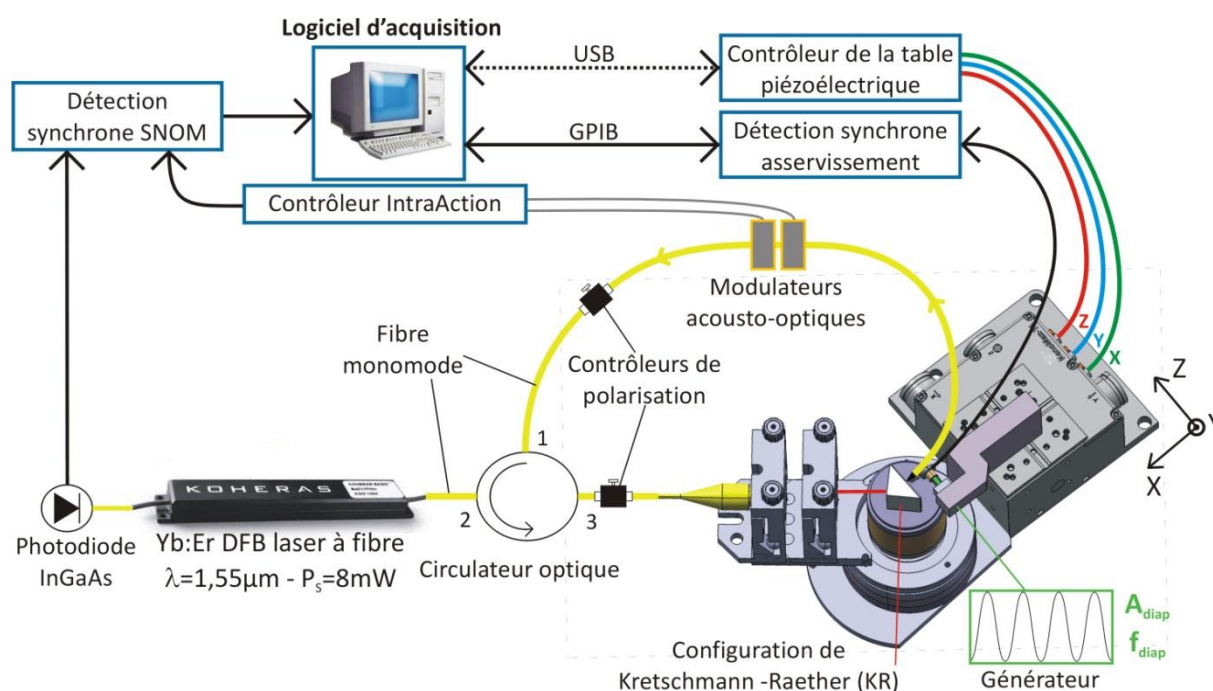 Logiciel d'acquisition
USB
Contrôleur de la table
piézoélectrique
Détection
synchrone SNOM
GPIB
Détection synchrone
asservissement
Contrôleur IntraAction
Modulateurs
acousto-optiques
Z
Y
X
Z
Y
X
Fibre
monomode
Contrôleurs de
polarisation
1
2
3
KOHERAS
Photodiode
InGaAs
Yb:Er DFB laser à fibre
λ=1,55µm - Ps=8mW
Circulateur optique
Configuration de
Kretschmann -Raether (KR)
Adiap
fdiap
Générateur